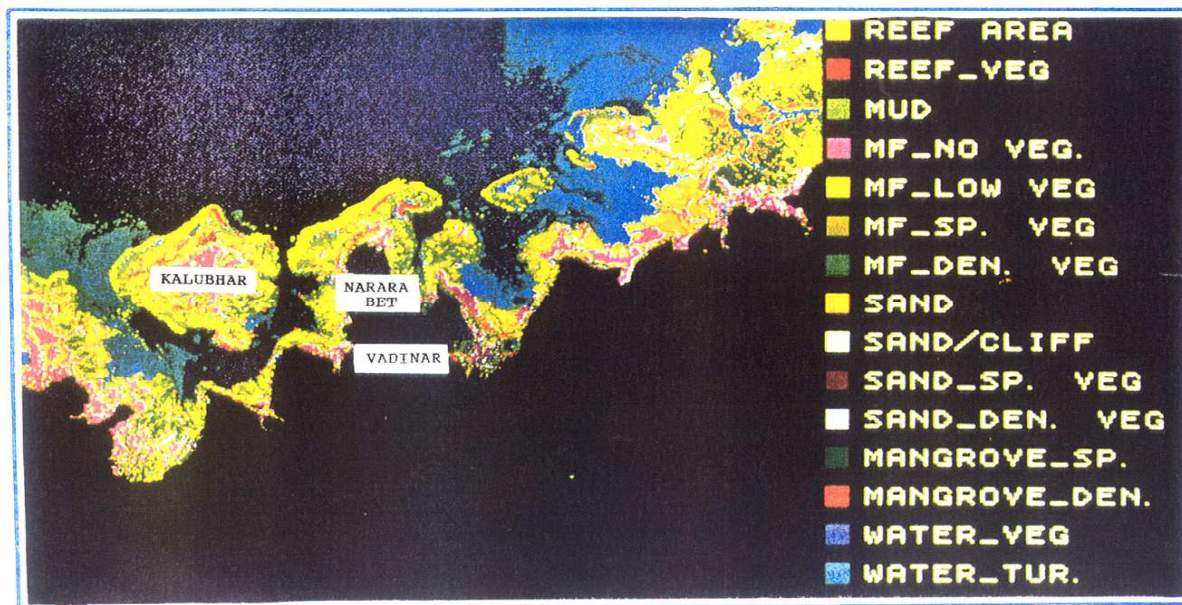 REEF AREA
REEF_VEG
MUD
MF_NO VEG.
MF_LOW VEG
MF_SP. VEG
MF_DEN. VEG
SAND
SAND/CLIFF
SAND_SP. VEG
SAND_DEN. VEG
MANGROVE_SP.
MANGROVE_DEN.
WATER_VEG
WATER_TUR.
KALUBHAR
NARARA
BET
VADINAR